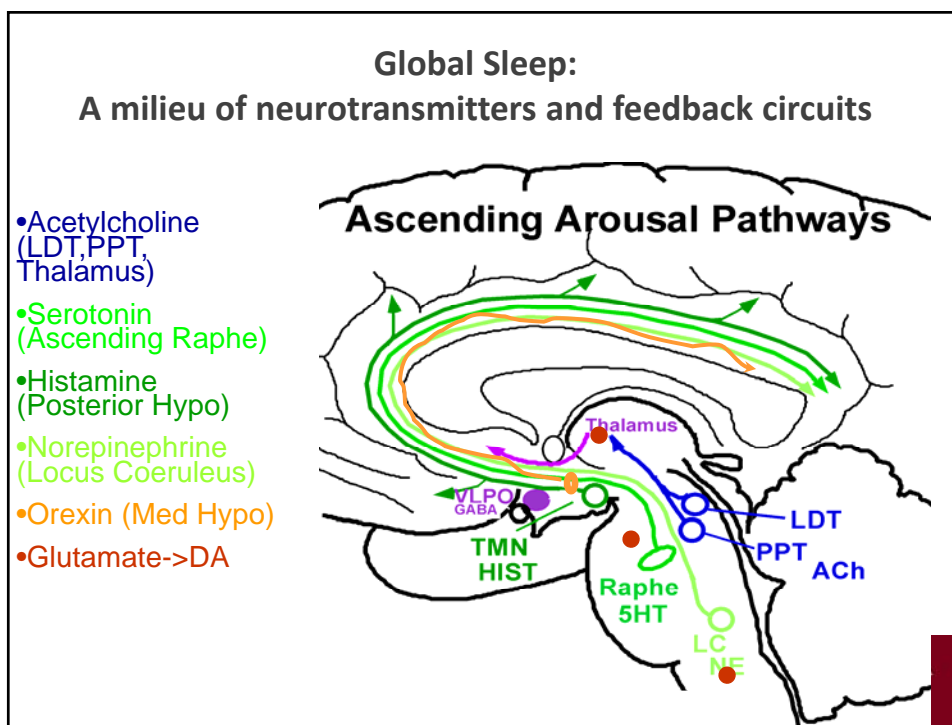 Global Sleep:
A milieu of neurotransmitters and feedback circuits
•Acetylcholine
(LDT,PPT,
Thalamus)
•Serotonin
(Ascending Raphe)
•Histamine
(Posterior Hypo)
•Norepinephrine
(Locus Coeruleus)
•Orexin (Med Hypo)
•Glutamate->DA
Ascending Arousal Pathways
Thalamus
VLPO
GABA
LDT
TMN
HIST
PPT
ACh
Raphe
5HT
LC
NE